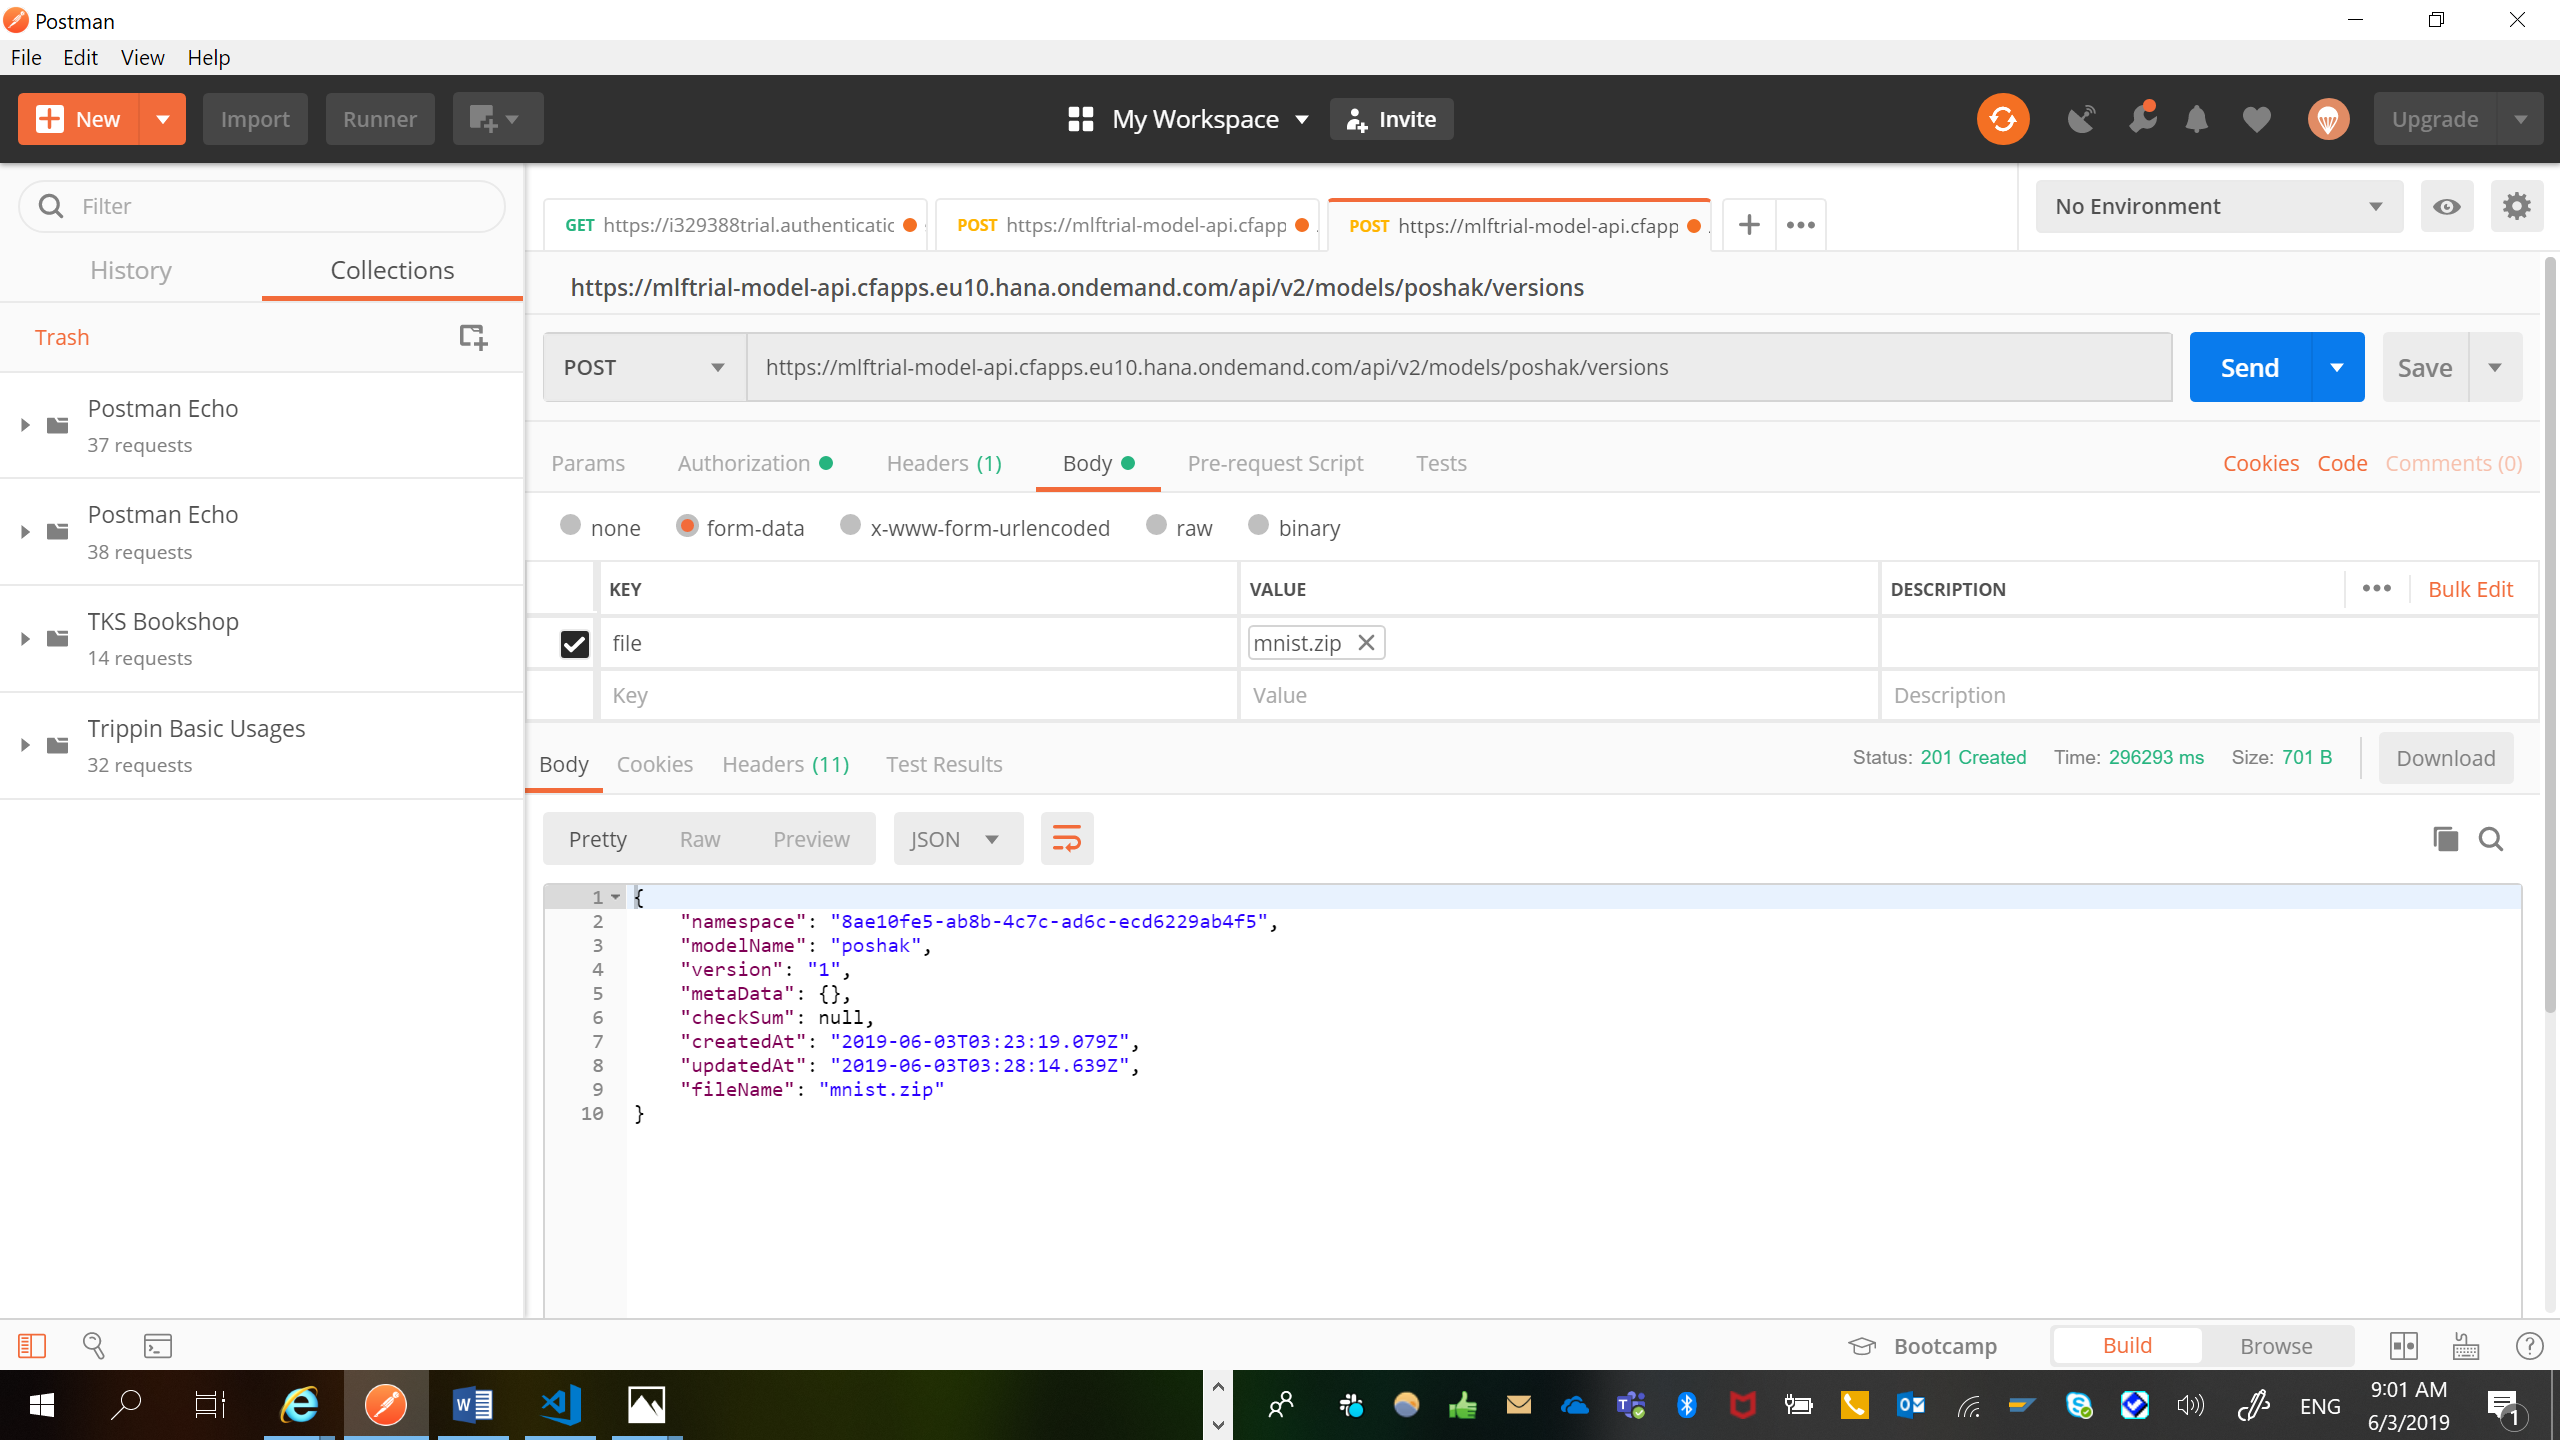 Postman
File Edit View Help
New Import Runner My Workspace Invite Upgrade
Filter
History Collections
Trash
Postman Echo
37 requests
Postman Echo
38 requests
TKS Bookshop
14 requests
Trippin Basic Usages
32 requests
GET https://i329388trial.authenticatic POST https://mlftrial-model-api.cfapp POST https://mlftrial-model-api.cfapp No Environment
https://mlftrial-model-api.cfapps.eu10.hana.ondemand.com/api/v2/models/poshak/versions
POST https://mlftrial-model-api.cfapps.eu10.hana.ondemand.com/api/v2/models/poshak/versions Send Save
Params Authorization Headers (1) Body Pre-request Script Tests Cookies Code Comments (0)
none form-data x-www-form-urlencoded raw binary
KEY VALUE DESCRIPTION Bulk Edit
file mnist.zip
Key Value Description
Body Cookies Headers (11) Test Results Status: 201 Created Time: 296293 ms Size: 701 B Download
Pretty Raw Preview JSON
1 {
2 "namespace": "8ae10fe5-ab8b-4c7c-ad6c-ecd6229ab4f5",
3 "modelName": "poshak",
4 "version": "1",
5 "metaData": {},
6 "checkSum": null,
7 "createdAt": "2019-06-03T03:23:19.079Z",
8 "updatedAt": "2019-06-03T03:28:14.639Z",
9 "fileName": "mnist.zip"
10 }
Bootcamp Build Browse
ENG 9:01 AM
6/3/2019 1